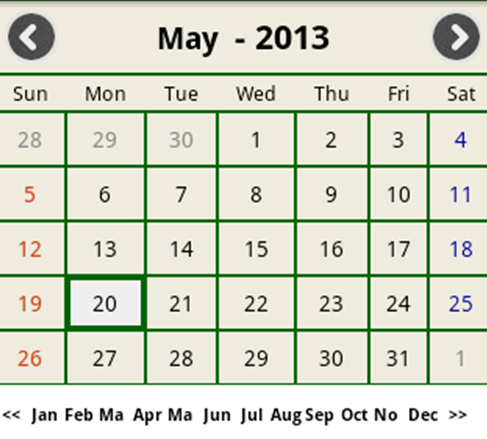 May - 2013
Sun Mon Tue Wed Thu Fri Sat
28 29 30 1 2 3 4
5 6 7 8 9 10 11
12 13 14 15 16 17 18
19 20 21 22 23 24 25
26 27 28 29 30 31 1
<< Jan Feb Ma Apr Ma Jun Jul Aug Sep Oct No Dec >>